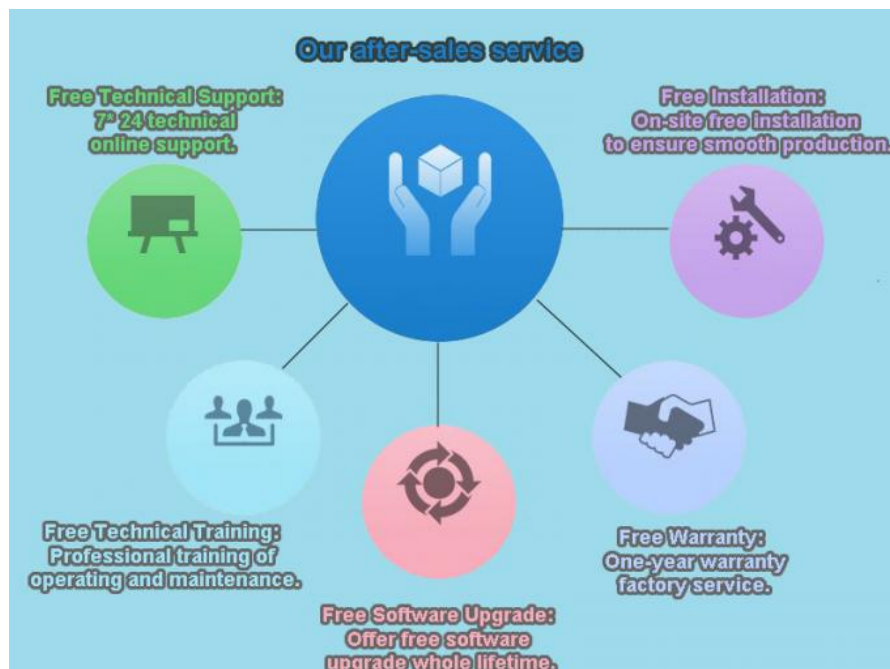 Our after-sales service
Free Technical Support:
7* 24 technical
online support.
Free Installation:
On-site free installation
to ensure smooth production.
Free Technical Training:
Professional training of
operating and maintenance.
Free Software Upgrade:
Offer free software
upgrade whole lifetime.
Free Warranty:
One-year warranty
factory service.